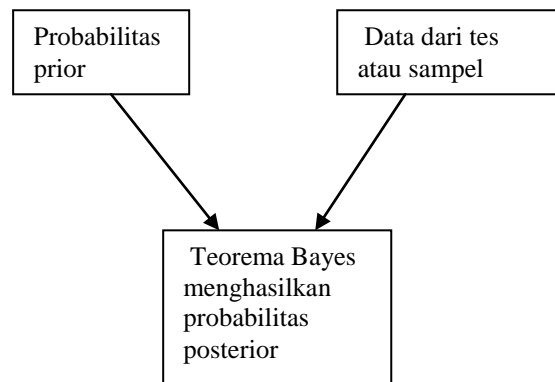 Probabilitas
prior
Data dari tes
atau sampel
Teorema Bayes
menghasilkan
probabilitas
posterior